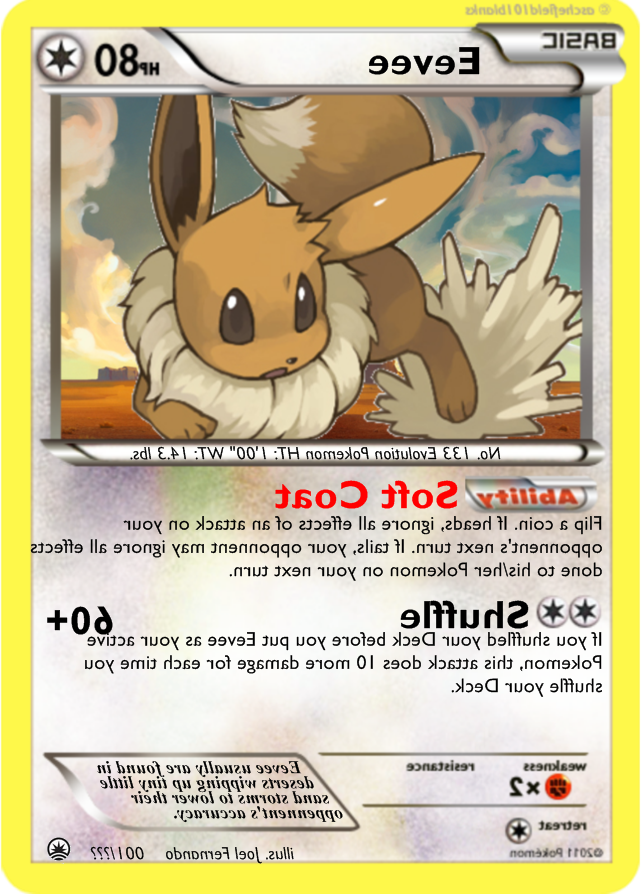 © aschefield101blanks
BASIC
Eevee
HP80
No. 133 Evolution Pokemon HT: 1'00" WT: 14.3 lbs.
Ability Soft Coat
Flip a coin. If heads, ignore all effects of an attack on your
opponnent's next turn. If tails, your opponnent may ignore all effects
done to his/her Pokemon on your next turn.
Shuffle 60+
If you shuffled your Deck before you put Eevee as your active
Pokemon, this attack does 10 more damage for each time you
shuffle your Deck.
weakness resistance
×2
retreat
Eevee usually are found in
deserts wipping up tiny little
sand storms to lower their
oppennent's accuracy.
©2011 Pokémon
illus. Joel Fernando 001/???